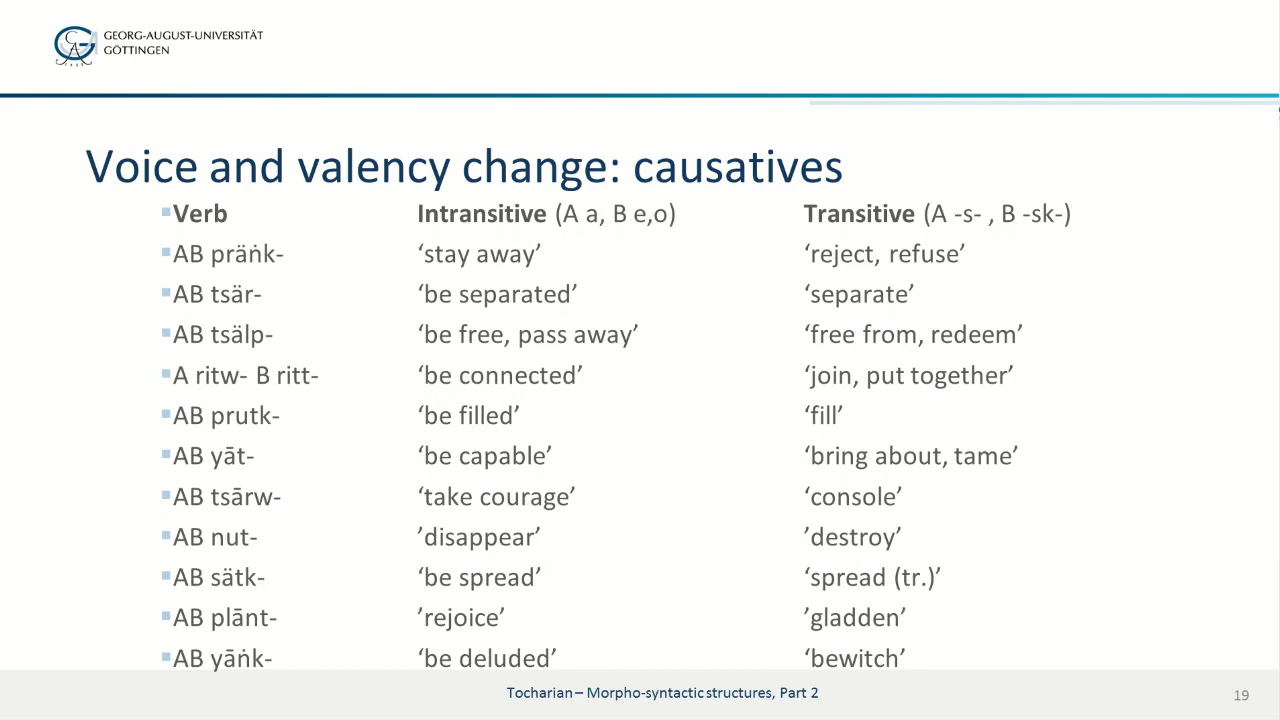 GEORG-AUGUST-UNIVERSITÄT
GÖTTINGEN
Voice and valency change: causatives
Verb Intransitive (A a, B e,o) Transitive (A -s- , B -sk-)
AB präṅk- ‘stay away’ ‘reject, refuse’
AB tsär- ‘be separated’ ‘separate’
AB tsälp- ‘be free, pass away’ ‘free from, redeem’
A ritw- B ritt- ‘be connected’ ‘join, put together’
AB prutk- ‘be filled’ ‘fill’
AB yāt- ‘be capable’ ‘bring about, tame’
AB tsārw- ‘take courage’ ‘console’
AB nut- ’disappear’ ’destroy’
AB sätk- ‘be spread’ ‘spread (tr.)’
AB plānt- ’rejoice’ ’gladden’
AB yāṅk- ‘be deluded’ ‘bewitch’
Tocharian – Morpho-syntactic structures, Part 2 19